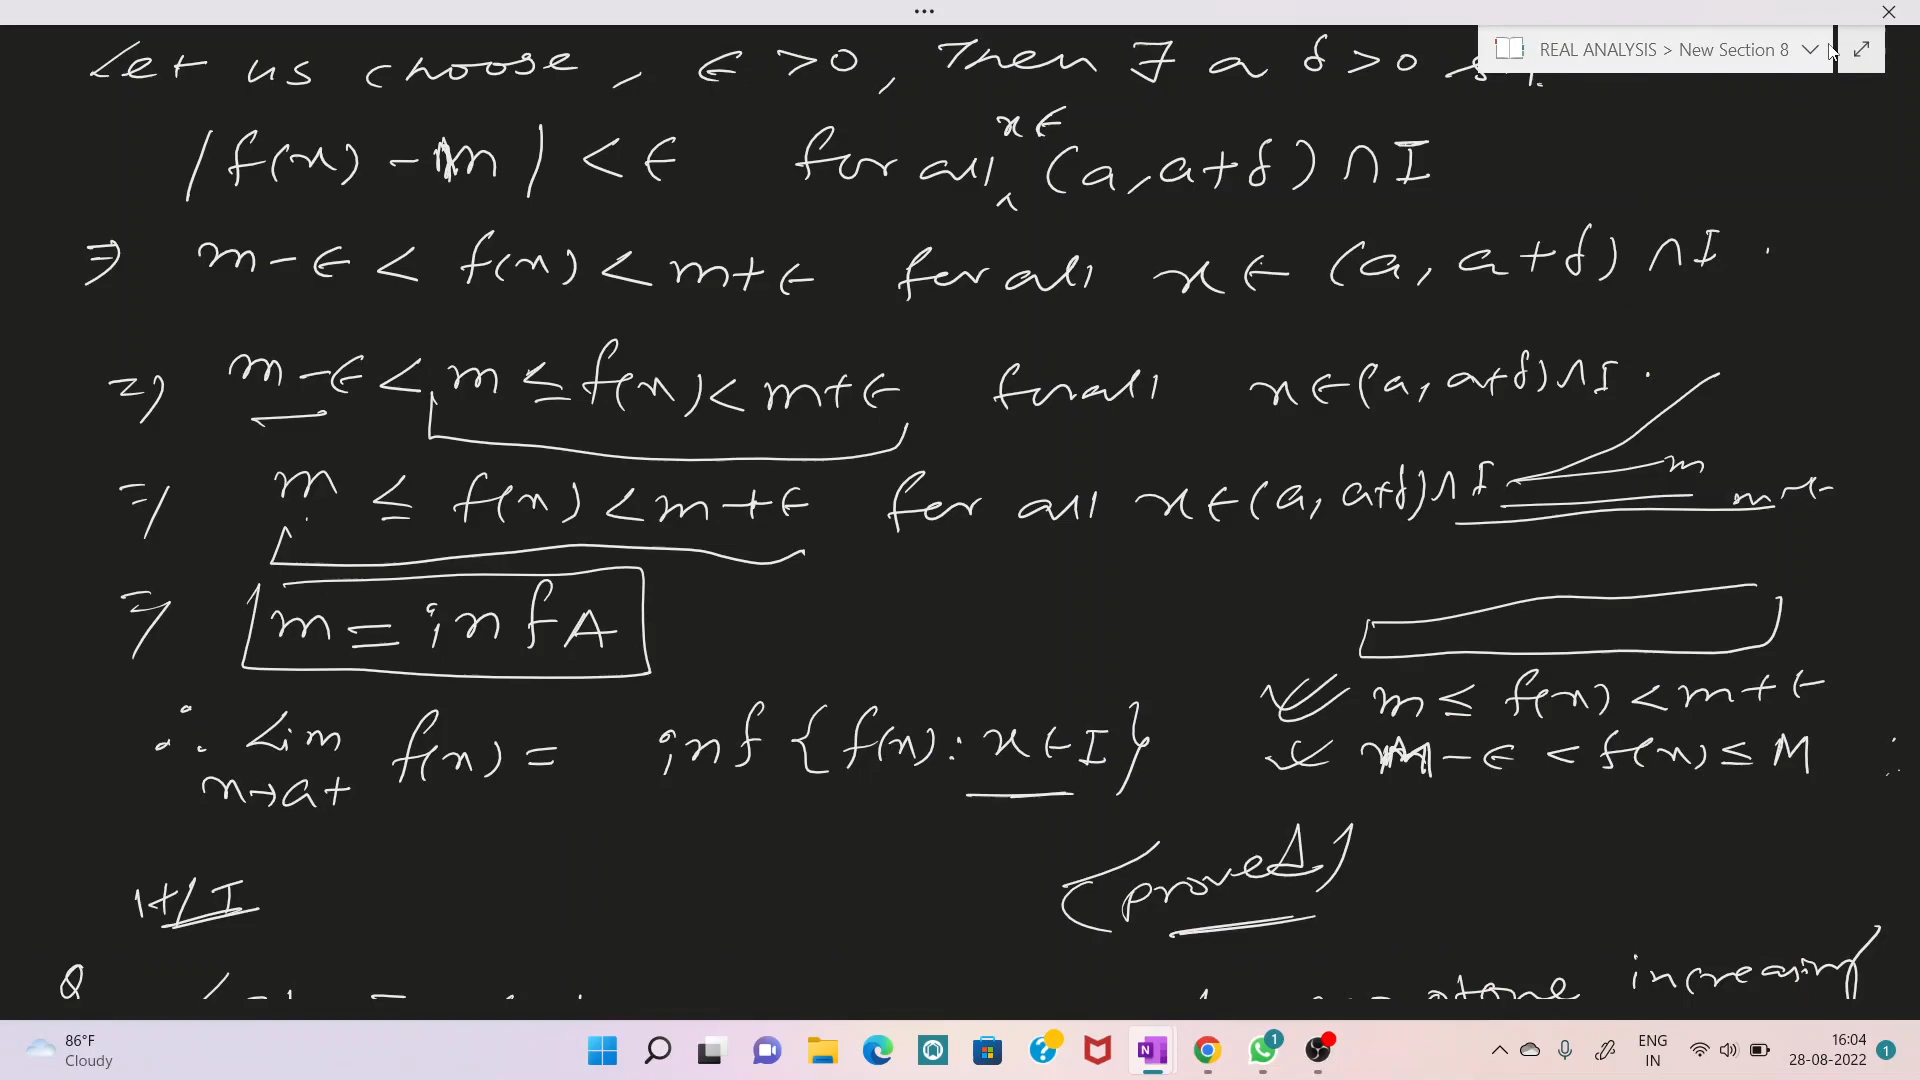 ...
REAL ANALYSIS > New Section 8
Let us choose, ε > 0, Then ∃ a δ > 0 s.t.
|f(x) - m| < ε for all x ∈ (a, a+δ) ∩ I
⇒ m - ε < f(x) < m + ε for all x ∈ (a, a+δ) ∩ I.
⇒ m - ε < m ≤ f(x) < m + ε for all x ∈ (a, a+δ) ∩ I.
⇒ m ≤ f(x) < m + ε for all x ∈ (a, a+δ) ∩ I
m
⇒ m = inf A
m ≤ f(x) < m + ε
∴ Lim x→a+ f(x) = inf {f(x) : x ∈ I}
M - ε < f(x) ≤ M
(proved)
H/I
Q
increasing
86°F
Cloudy
1
ENG
IN
16:04
28-08-2022
1